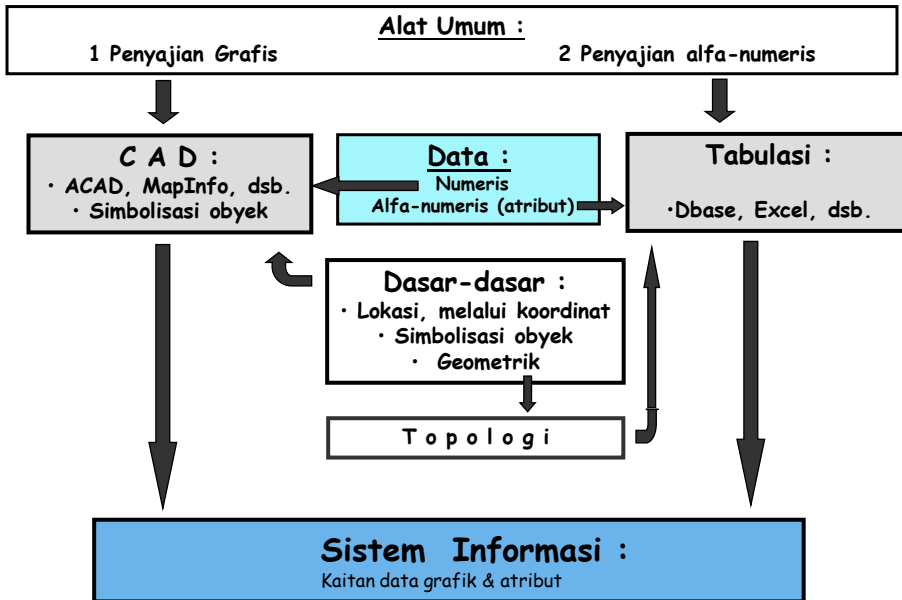 Alat Umum :
1 Penyajian Grafis
2 Penyajian alfa-numeris
C A D :
· ACAD, MapInfo, dsb.
· Simbolisasi obyek
Data :
Numeris
Alfa-numeris (atribut)
Tabulasi :
·Dbase, Excel, dsb.
Dasar-dasar :
· Lokasi, melalui koordinat
· Simbolisasi obyek
· Geometrik
T o p o l o g i
Sistem Informasi :
Kaitan data grafik & atribut